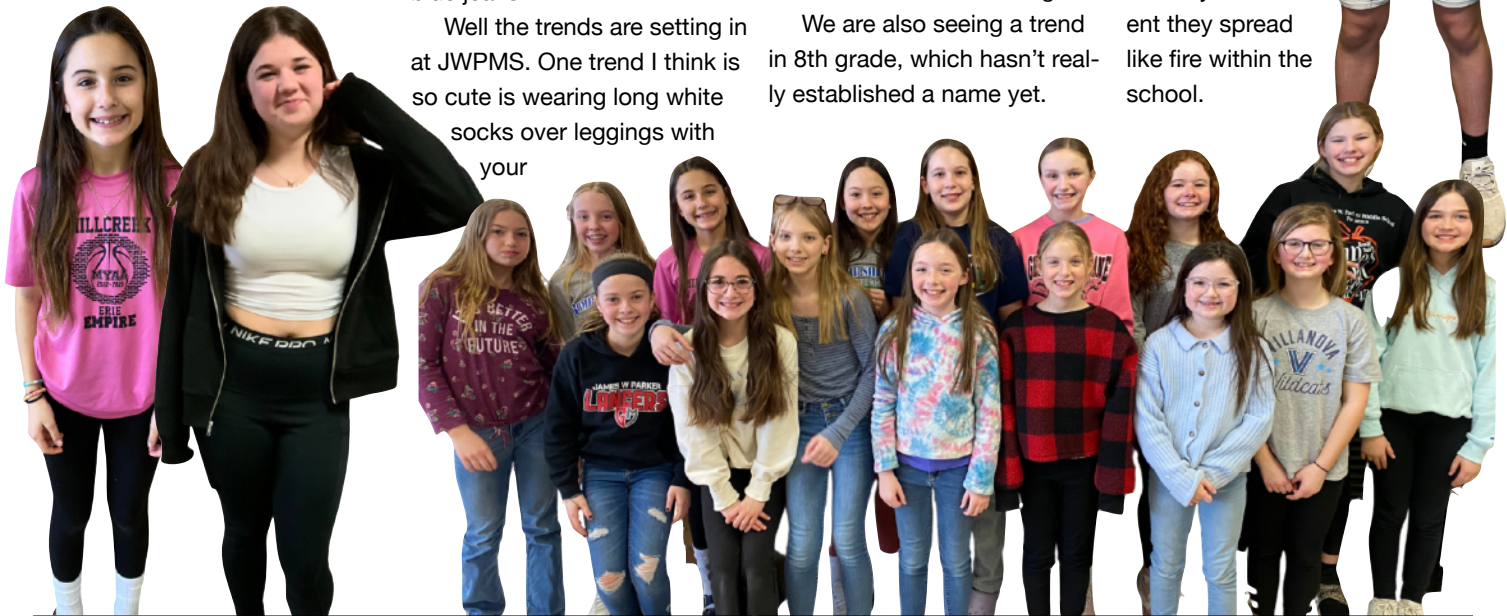 Well the trends are setting in
at JWPMS. One trend I think is
so cute is wearing long white
socks over leggings with
your
We are also seeing a trend
in 8th grade, which hasn’t real-
ly established a name yet.
ent they spread
like fire within the
school.
MYAA
ERIE
EMPIRE
NIKE PRO
BETTER
IN THE
FUTURE
JAMES W PARKER
LANCERS
VILLANOVA
V
Wildcats